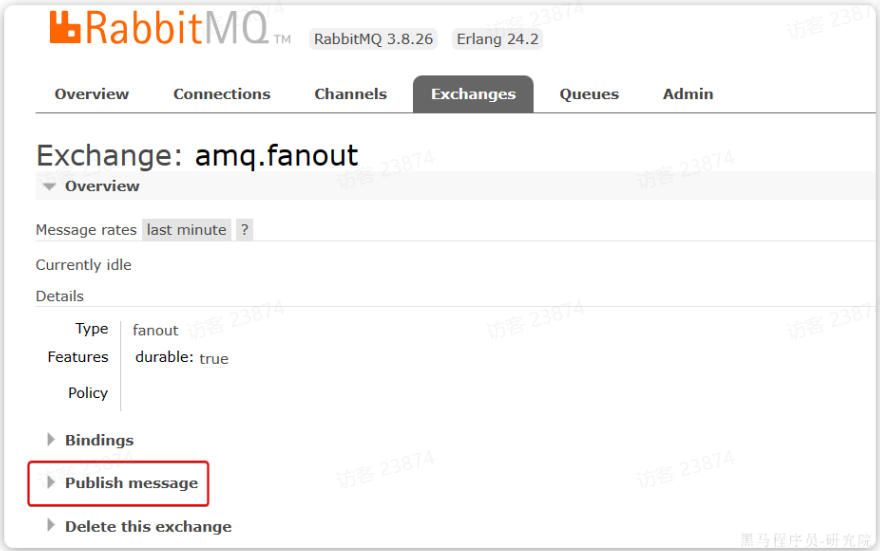 RabbitMQ TM RabbitMQ 3.8.26 Erlang 24.2
Overview Connections Channels Exchanges Queues Admin
Exchange: amq.fanout
Overview
Message rates last minute ?
Currently idle
Details
Type fanout
Features durable: true
Policy
Bindings
Publish message
Delete this exchange
访客 23874
黑马程序员-研究院